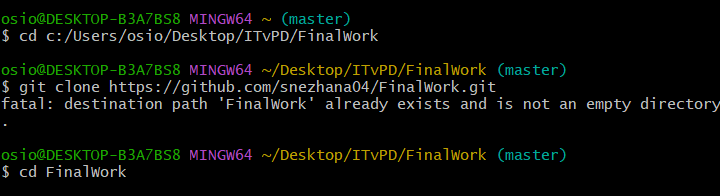 osio@DESKTOP-B3A7BS8 MINGW64 ~ (master)
$ cd c:/Users/osio/Desktop/ITvPD/FinalWork
osio@DESKTOP-B3A7BS8 MINGW64 ~/Desktop/ITvPD/FinalWork (master)
$ git clone https://github.com/snezhana04/FinalWork.git
fatal: destination path 'FinalWork' already exists and is not an empty directory
.
osio@DESKTOP-B3A7BS8 MINGW64 ~/Desktop/ITvPD/FinalWork (master)
$ cd FinalWork